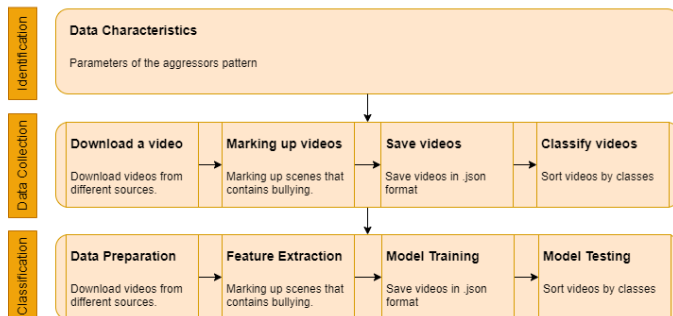 Identification
Data Characteristics
Parameters of the aggressors pattern
Data Collection
Download a video
Download videos from
different sources.
Marking up videos
Marking up scenes that
contains bullying.
Save videos
Save videos in .json
format
Classify videos
Sort videos by classes
Classification
Data Preparation
Download videos from
different sources.
Feature Extraction
Marking up scenes that
contains bullying.
Model Training
Save videos in .json
format
Model Testing
Sort videos by classes